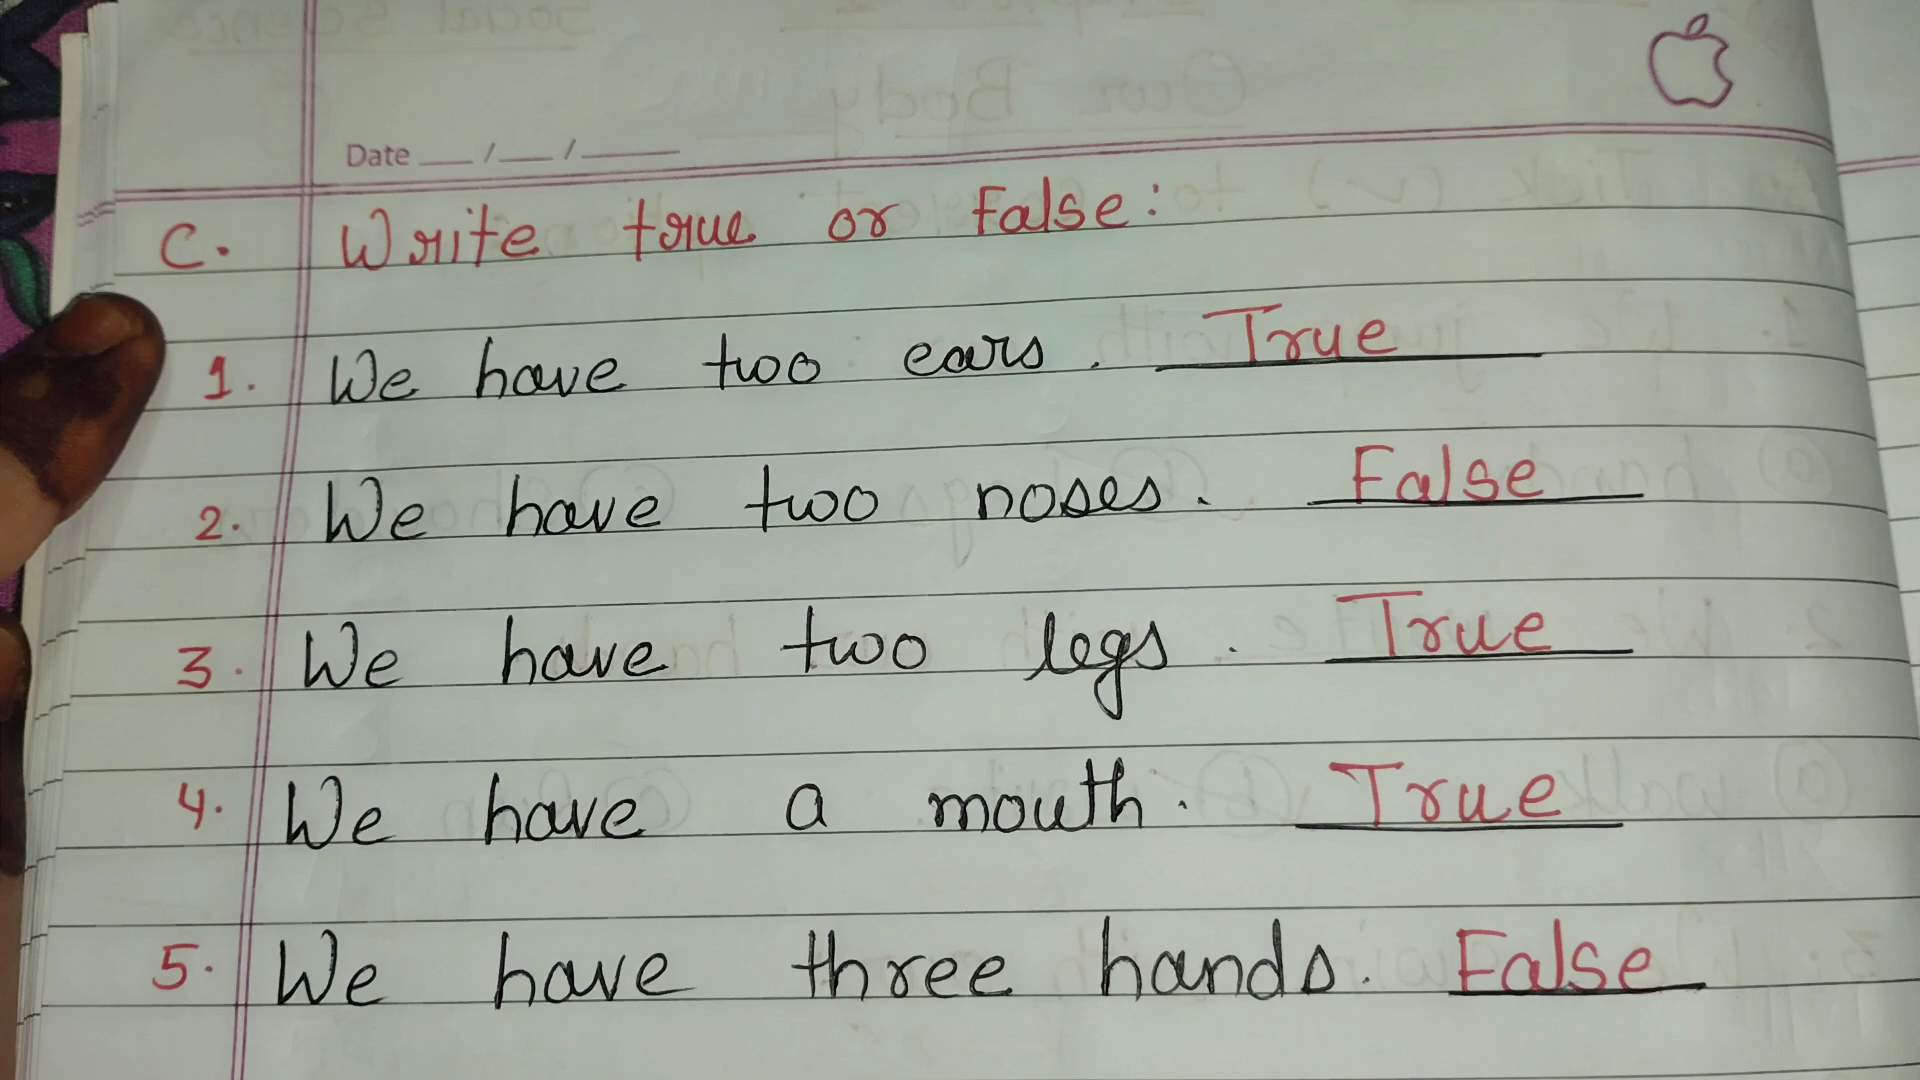 Date __/__/____
C. Write true or False:
1. We have two ears. True
2. We have two noses. False
3. We have two legs. True
4. We have a mouth. True
5. We have three hands. False